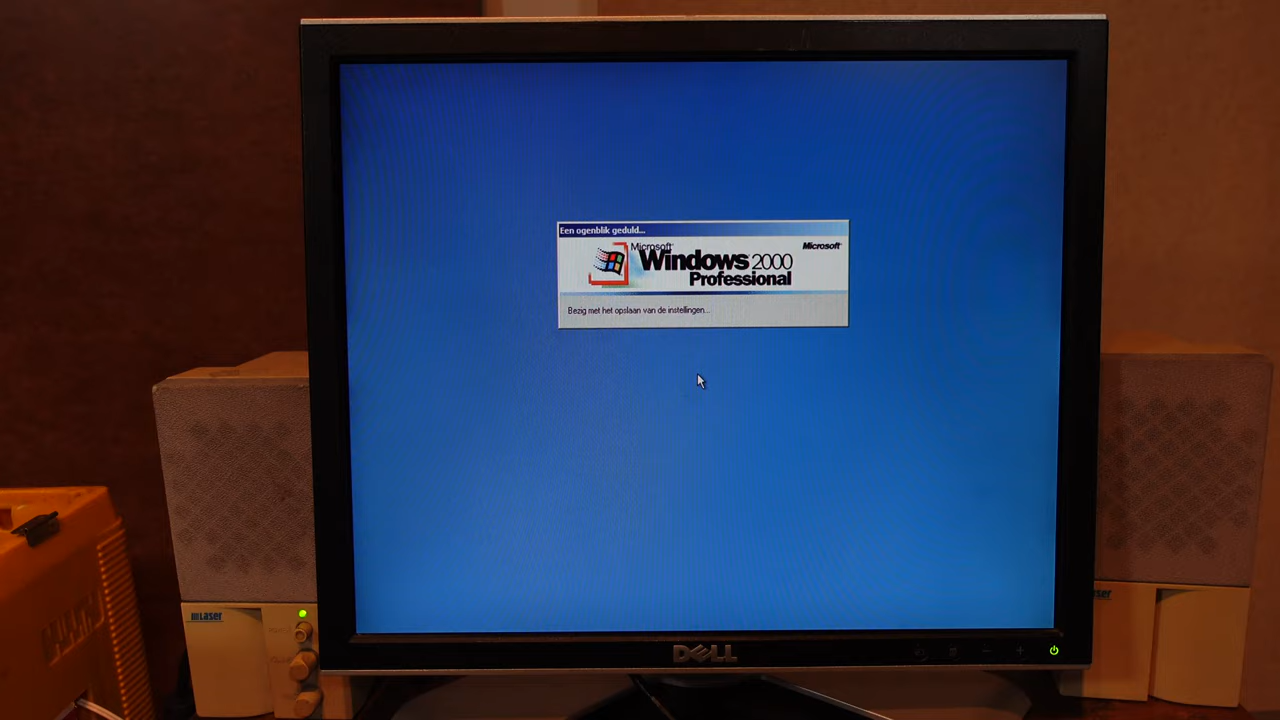 Een ogenblik geduld...
Microsoft
Microsoft
Windows 2000
Professional
Bezig met het opslaan van de instellingen...
Laser
DELL